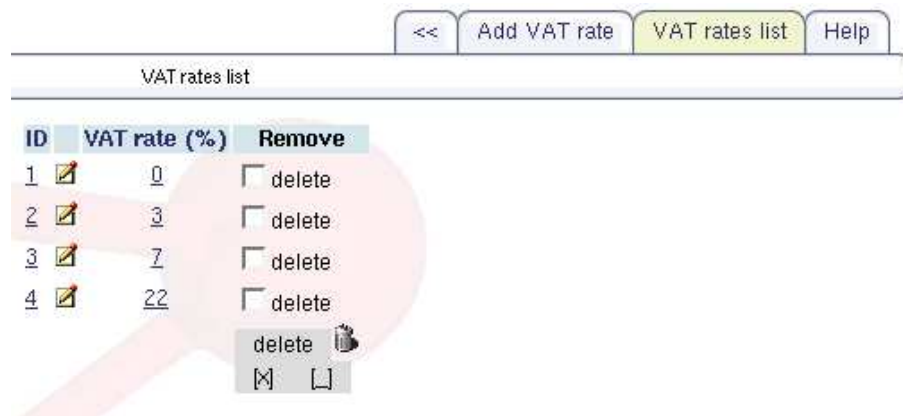 << Add VAT rate VAT rates list Help
VAT rates list
ID VAT rate (%) Remove
1 0 delete
2 3 delete
3 7 delete
4 22 delete
delete
[X] [_]